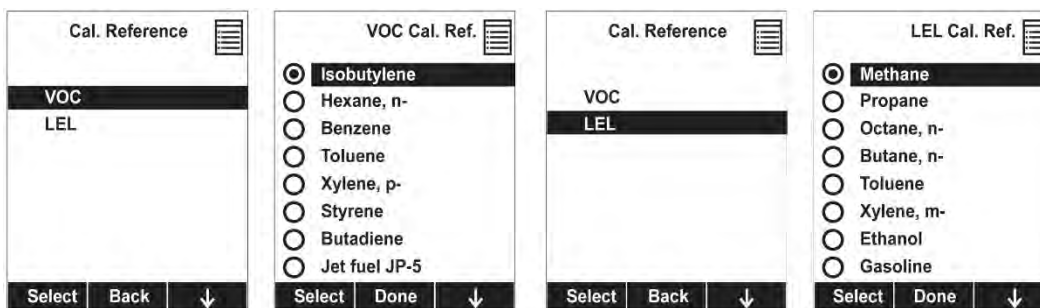 Cal. Reference
VOC
LEL
Select Back ↓
VOC Cal. Ref.
Isobutylene
Hexane, n-
Benzene
Toluene
Xylene, p-
Styrene
Butadiene
Jet fuel JP-5
Select Done ↓
Cal. Reference
VOC
LEL
Select Back ↓
LEL Cal. Ref.
Methane
Propane
Octane, n-
Butane, n-
Toluene
Xylene, m-
Ethanol
Gasoline
Select Done ↓